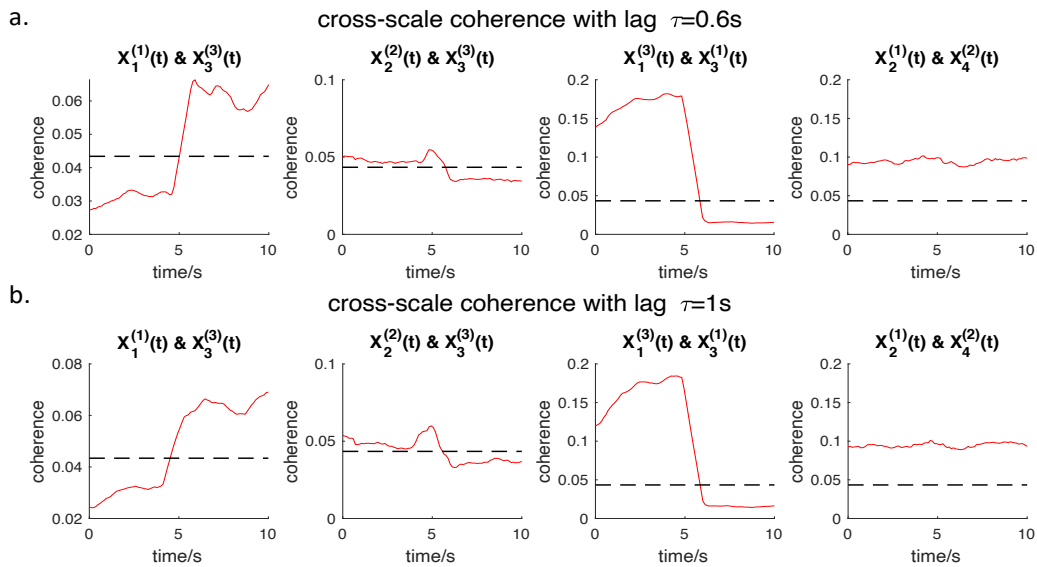 a.
cross-scale coherence with lag τ=0.6s
X₁⁽¹⁾(t) & X₃⁽³⁾(t)
X₂⁽²⁾(t) & X₃⁽³⁾(t)
X₁⁽³⁾(t) & X₃⁽¹⁾(t)
X₂⁽¹⁾(t) & X₄⁽²⁾(t)
coherence
0.06
0.05
0.04
0.03
0.02
0 5 10
time/s
coherence
0.1
0.05
0
0 5 10
time/s
coherence
0.2
0.15
0.1
0.05
0
0 5 10
time/s
coherence
0.2
0.15
0.1
0.05
0
0 5 10
time/s
b.
cross-scale coherence with lag τ=1s
X₁⁽¹⁾(t) & X₃⁽³⁾(t)
X₂⁽²⁾(t) & X₃⁽³⁾(t)
X₁⁽³⁾(t) & X₃⁽¹⁾(t)
X₂⁽¹⁾(t) & X₄⁽²⁾(t)
coherence
0.08
0.06
0.04
0.02
0 5 10
time/s
coherence
0.1
0.05
0
0 5 10
time/s
coherence
0.2
0.15
0.1
0.05
0
0 5 10
time/s
coherence
0.2
0.15
0.1
0.05
0
0 5 10
time/s